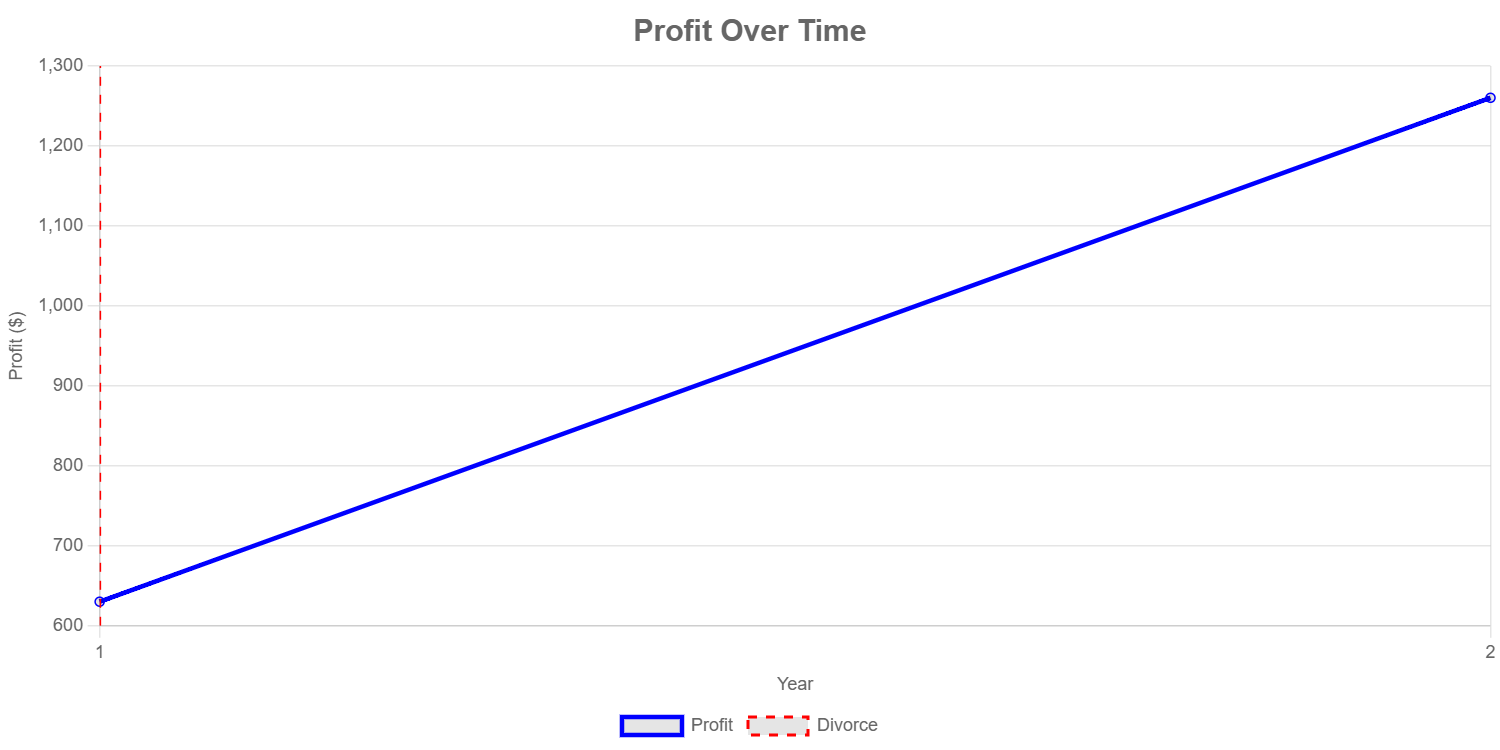 Profit Over Time
1,300
1,200
1,100
1,000
900
800
700
600
Profit ($)
1 2
Year
Profit Divorce